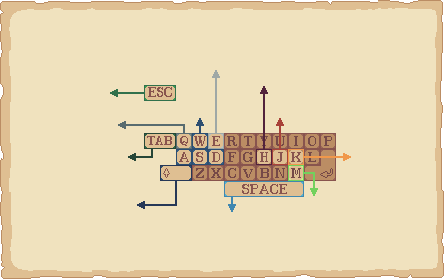 ESC
TAB Q W E R T Y U I O P
A S D F G H J K L
Z X C V B N M
SPACE